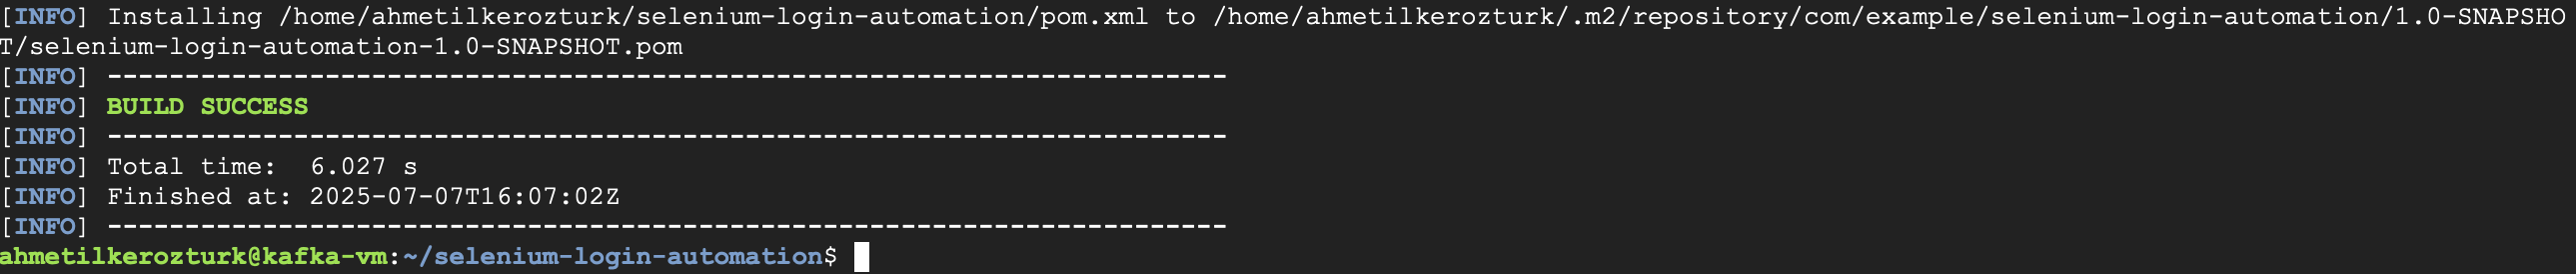 [INFO] Installing /home/ahmetilkerozturk/selenium-login-automation/pom.xml to /home/ahmetilkerozturk/.m2/repository/com/example/selenium-login-automation/1.0-SNAPSHO
T/selenium-login-automation-1.0-SNAPSHOT.pom
[INFO] ------------------------------------------------------------------------
[INFO] BUILD SUCCESS
[INFO] ------------------------------------------------------------------------
[INFO] Total time:  6.027 s
[INFO] Finished at: 2025-07-07T16:07:02Z
[INFO] ------------------------------------------------------------------------
ahmetilkerozturk@kafka-vm:~/selenium-login-automation$